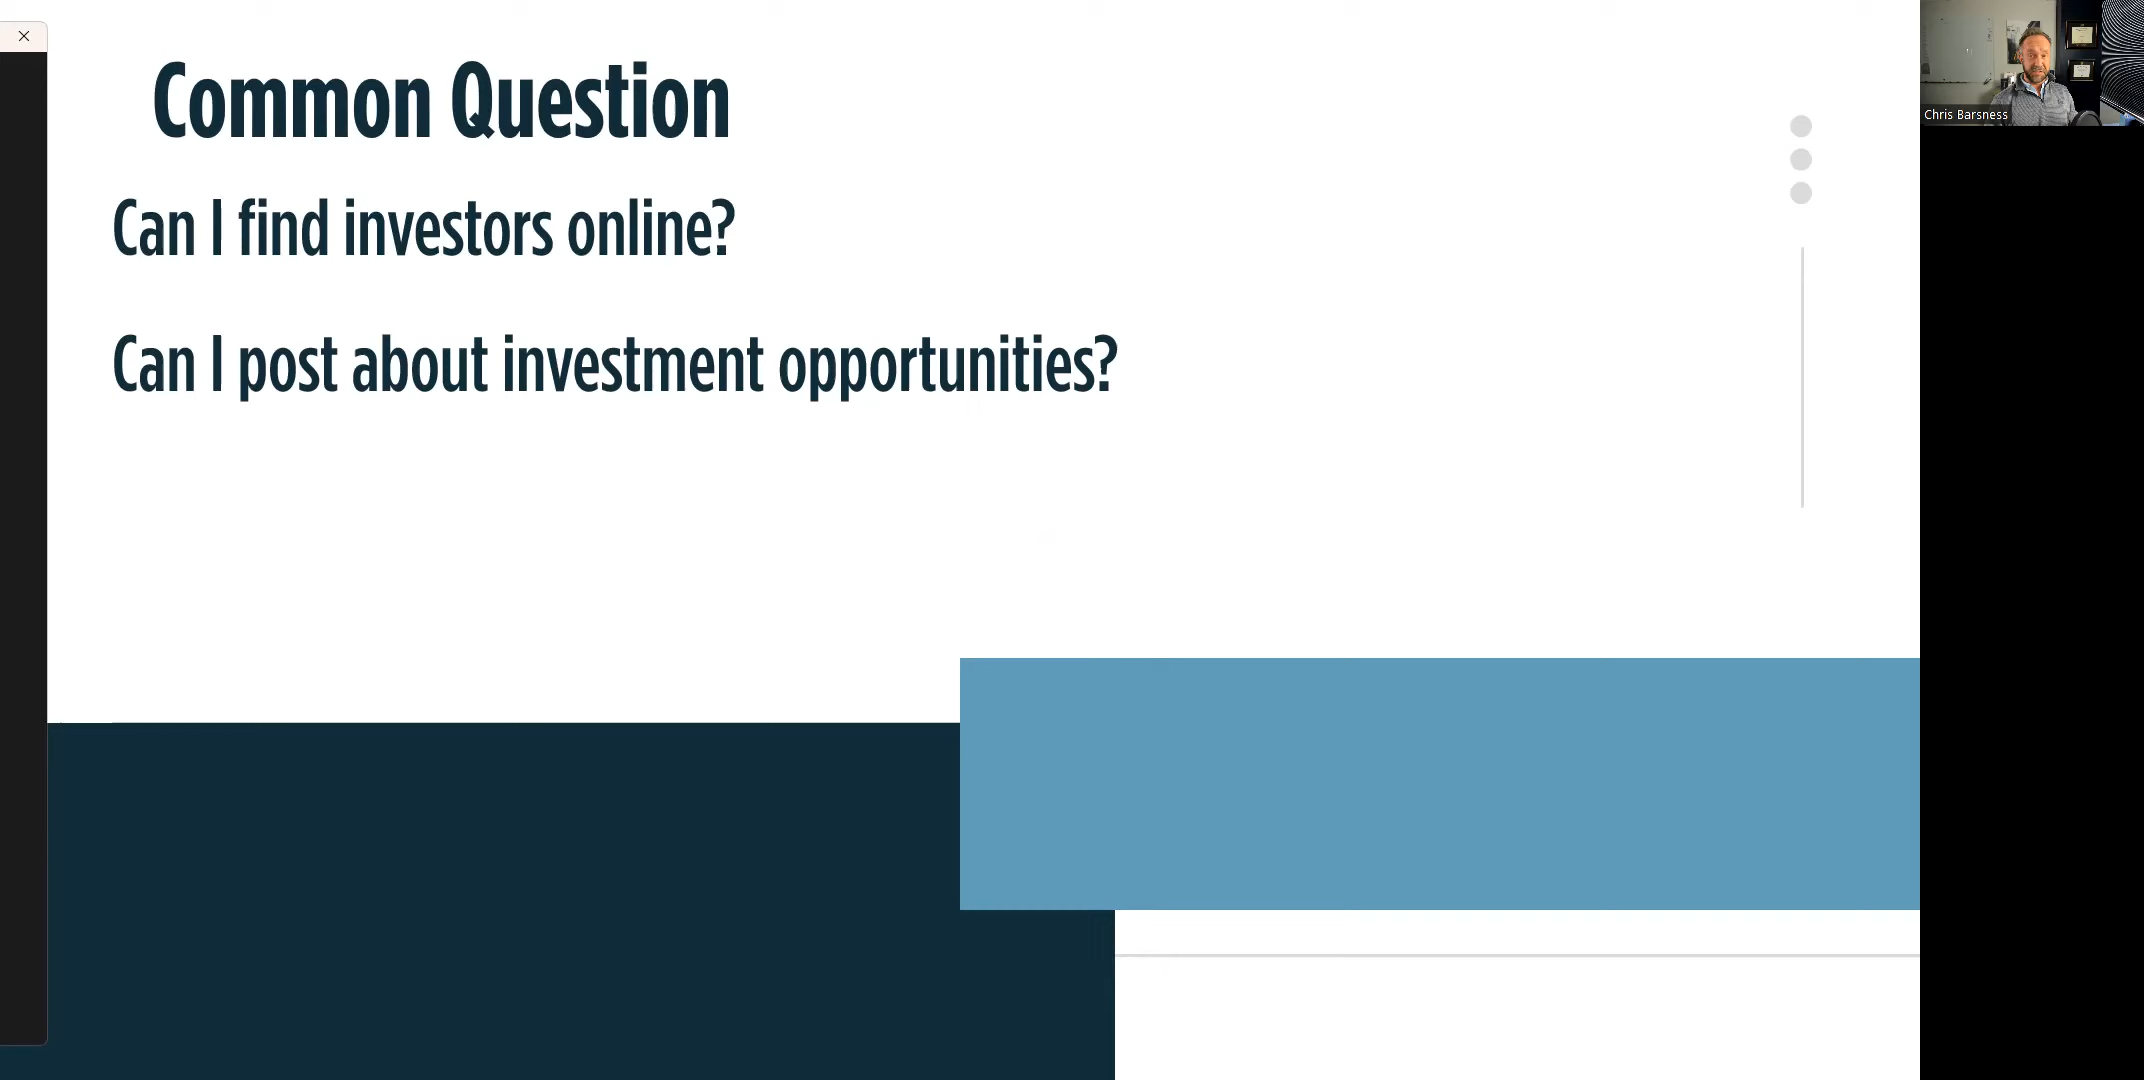 Common Question
Can I find investors online?
Can I post about investment opportunities?
Chris Barsness